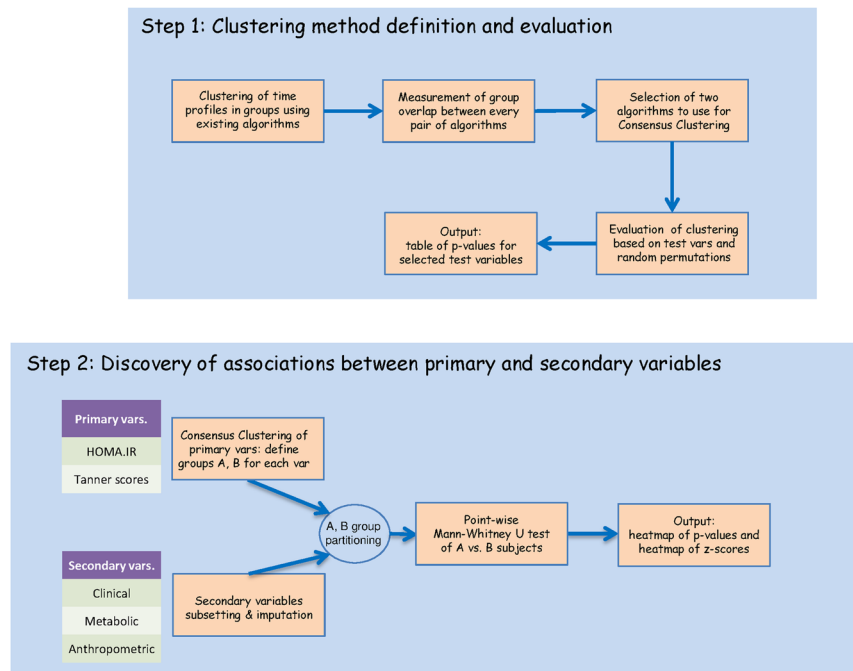 Step 1: Clustering method definition and evaluation
Clustering of time
profiles in groups using
existing algorithms
Measurement of group
overlap between every
pair of algorithms
Selection of two
algorithms to use for
Consensus Clustering
Evaluation of clustering
based on test vars and
random permutations
Output:
table of p-values for
selected test variables
Step 2: Discovery of associations between primary and secondary variables
Primary vars.
HOMA.IR
Tanner scores
Consensus Clustering of
primary vars: define
groups A, B for each var
A, B group
partitioning
Point-wise
Mann-Whitney U test
of A vs. B subjects
Output:
heatmap of p-values and
heatmap of z-scores
Secondary vars.
Clinical
Metabolic
Anthropometric
Secondary variables
subsetting & imputation